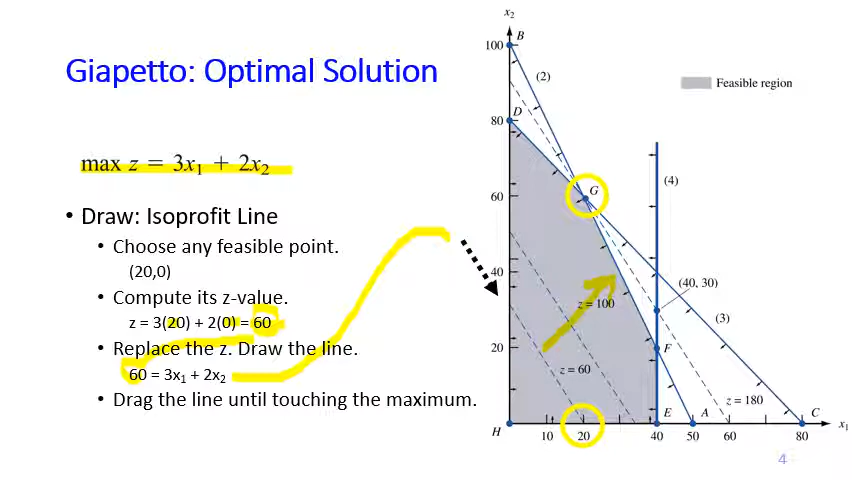 Giapetto: Optimal Solution
max z = 3x₁ + 2x₂
• Draw: Isoprofit Line
• Choose any feasible point.
(20,0)
• Compute its z-value.
z = 3(20) + 2(0) = 60
• Replace the z. Draw the line.
60 = 3x₁ + 2x₂
• Drag the line until touching the maximum.
x₂
100
B
(2)
Feasible region
D
80
(4)
60
G
40
(40, 30)
z = 100
(3)
20
F
z = 60
z = 180
E
A
C
H
10
20
40
50
60
80
x₁
4